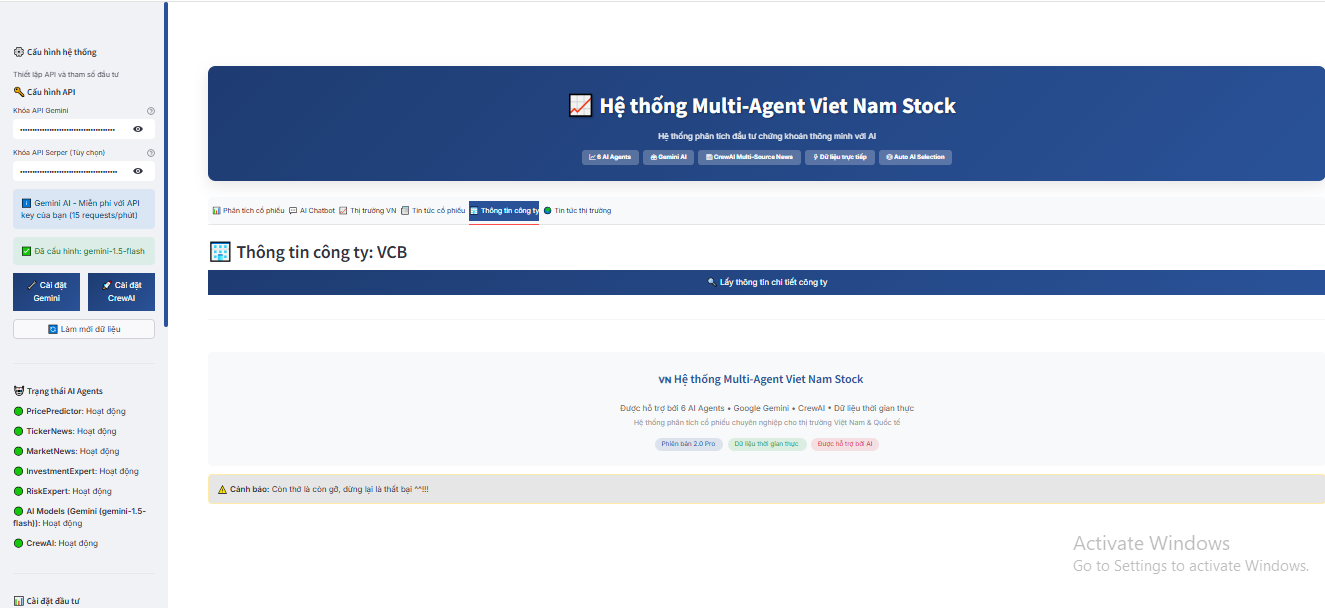 Cấu hình hệ thống
Thiết lập API và tham số đầu tư
Cấu hình API
Khóa API Gemini
Khóa API Serper (Tùy chọn)
Gemini AI - Miễn phí với API
key của bạn (15 requests/phút)
Đã cấu hình: gemini-1.5-flash
Cài đặt
Gemini
Cài đặt
CrewAI
Làm mới dữ liệu
Trạng thái AI Agents
PricePredictor: Hoạt động
TickerNews: Hoạt động
MarketNews: Hoạt động
InvestmentExpert: Hoạt động
RiskExpert: Hoạt động
AI Models (Gemini (gemini-1.5-
flash)): Hoạt động
CrewAI: Hoạt động
Cài đặt đầu tư
Hệ thống Multi-Agent Viet Nam Stock
Hệ thống phân tích đầu tư chứng khoán thông minh với AI
6 AI Agents
Gemini AI
CrewAI Multi-Source News
Dữ liệu trực tiếp
Auto AI Selection
Phân tích cổ phiếu
AI Chatbot
Thị trường VN
Tin tức cổ phiếu
Thông tin công ty
Tin tức thị trường
Thông tin công ty: VCB
Lấy thông tin chi tiết công ty
VN Hệ thống Multi-Agent Viet Nam Stock
Được hỗ trợ bởi 6 AI Agents • Google Gemini • CrewAI • Dữ liệu thời gian thực
Hệ thống phân tích cổ phiếu chuyên nghiệp cho thị trường Việt Nam & Quốc tế
Phiên bản 2.0 Pro
Dữ liệu thời gian thực
Được hỗ trợ bởi AI
Cảnh báo: Còn thở là còn gỡ, dừng lại là thất bại ^^!!!
Activate Windows
Go to Settings to activate Windows.